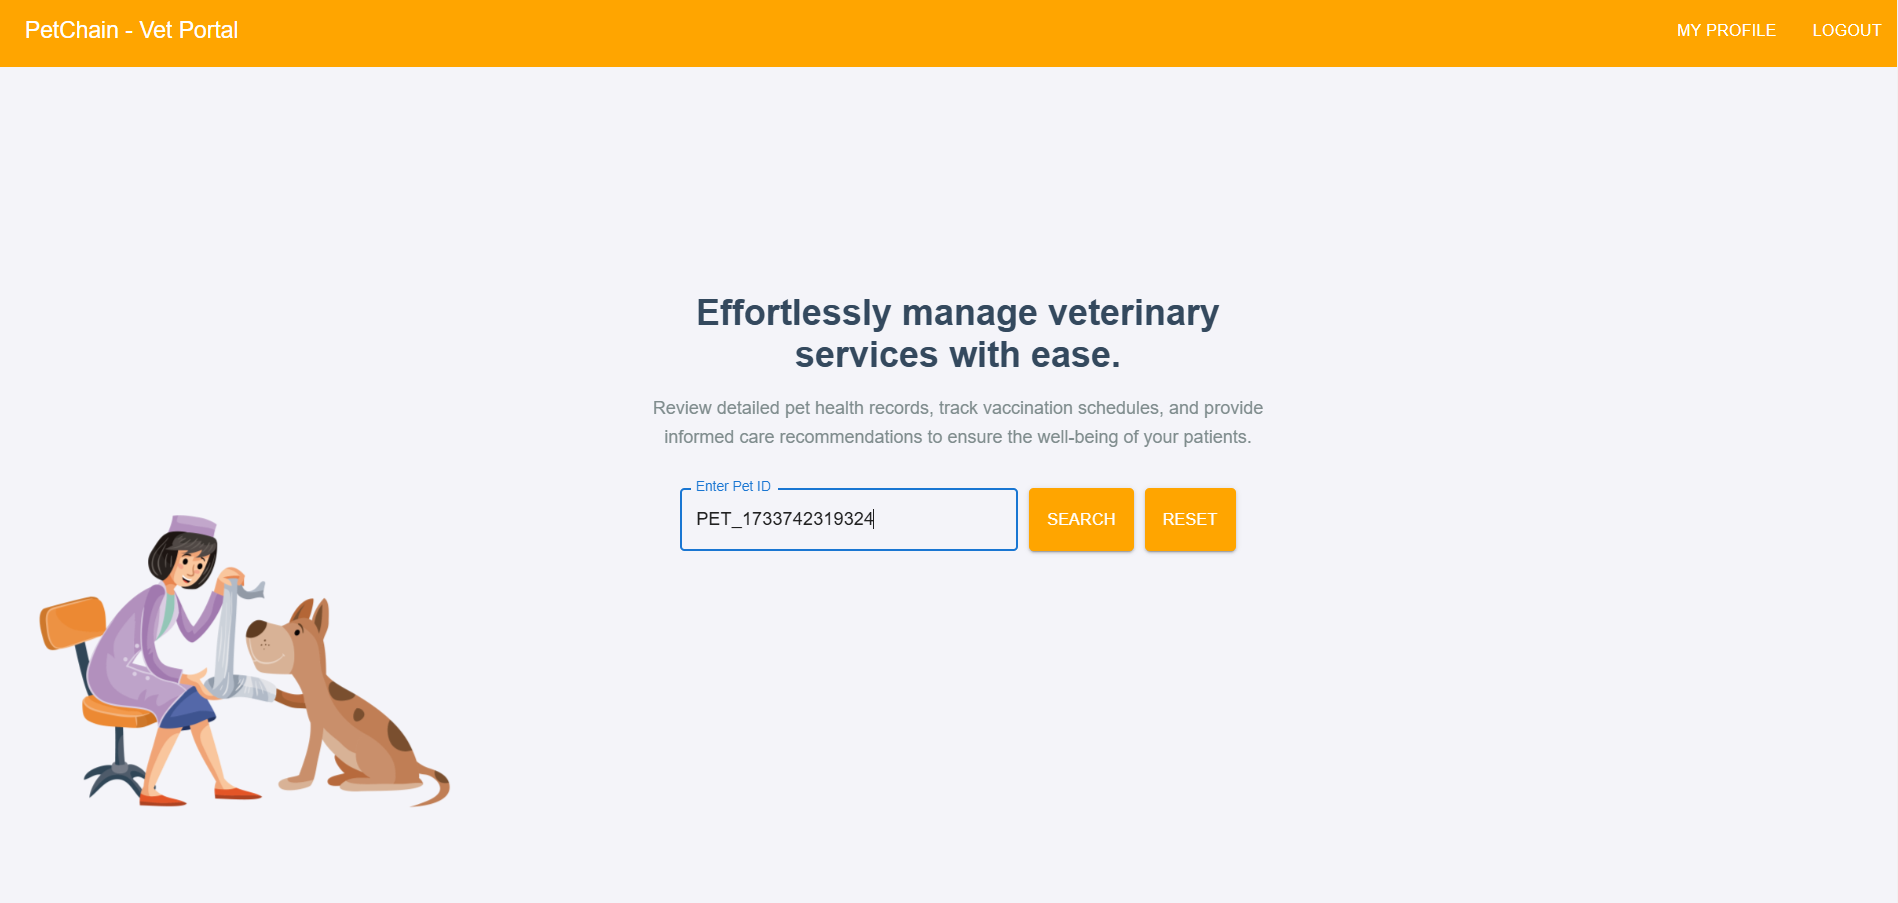 PetChain - Vet Portal
MY PROFILE
LOGOUT
Effortlessly manage veterinary
services with ease.
Review detailed pet health records, track vaccination schedules, and provide
informed care recommendations to ensure the well-being of your patients.
Enter Pet ID
PET_1733742319324
SEARCH
RESET